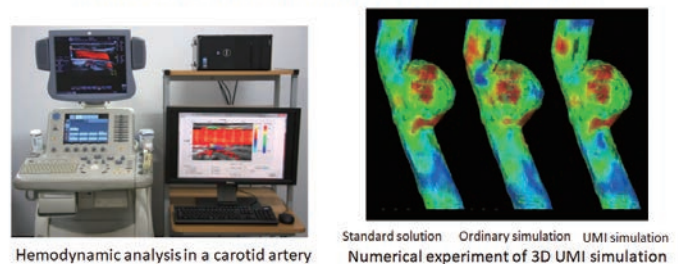 Standard solution Ordinary simulation UMI simulation
Hemodynamic analysis in a carotid artery
Numerical experiment of 3D UMI simulation